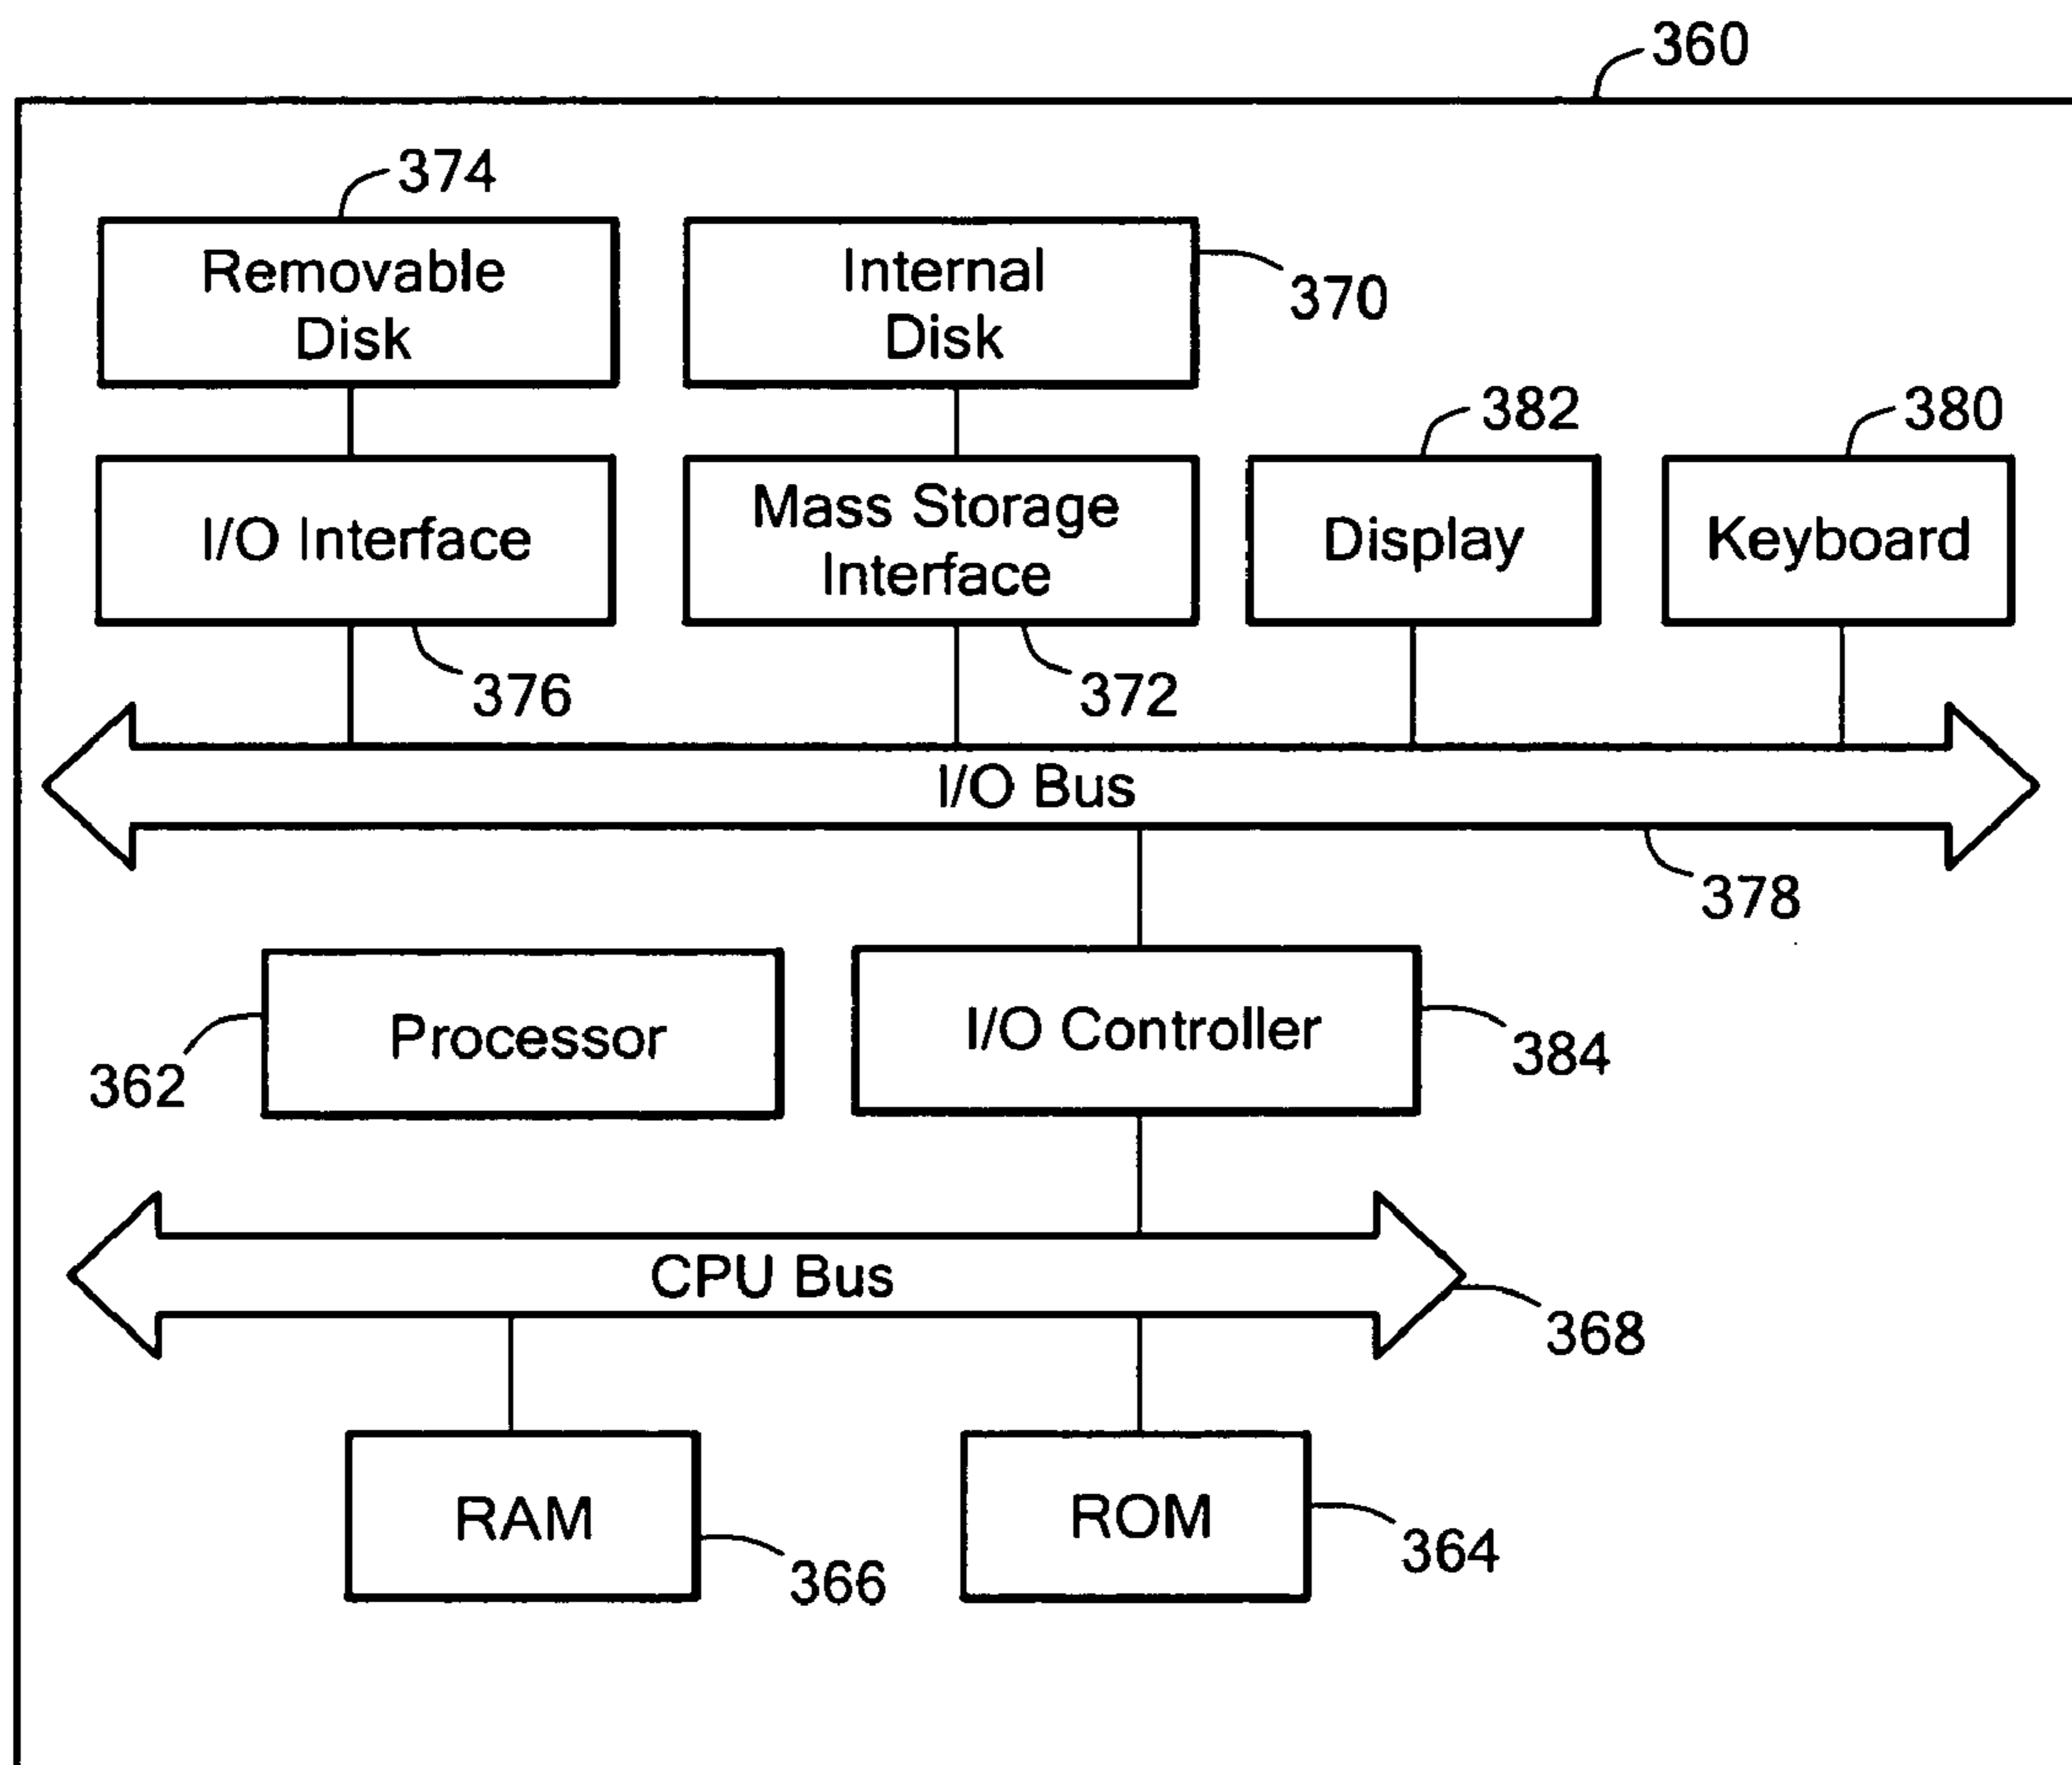 360
374
Removable
Disk
Internal
Disk
370
382
380
I/O Interface
Mass Storage
Interface
Display
Keyboard
376
372
I/O Bus
378
Processor
I/O Controller
362
384
CPU Bus
368
RAM
ROM
366
364